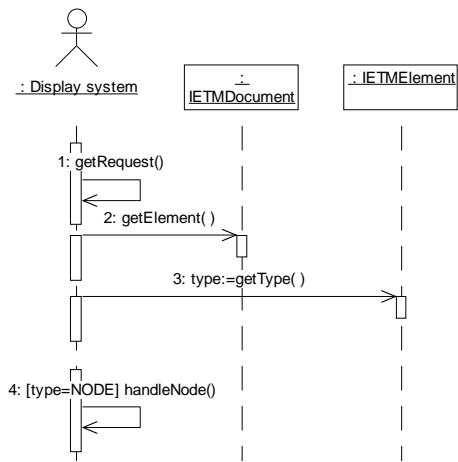 : Display system
:
IETMDocument
: IETMElement
1: getRequest()
2: getElement( )
3: type:=getType( )
4: [type=NODE] handleNode()